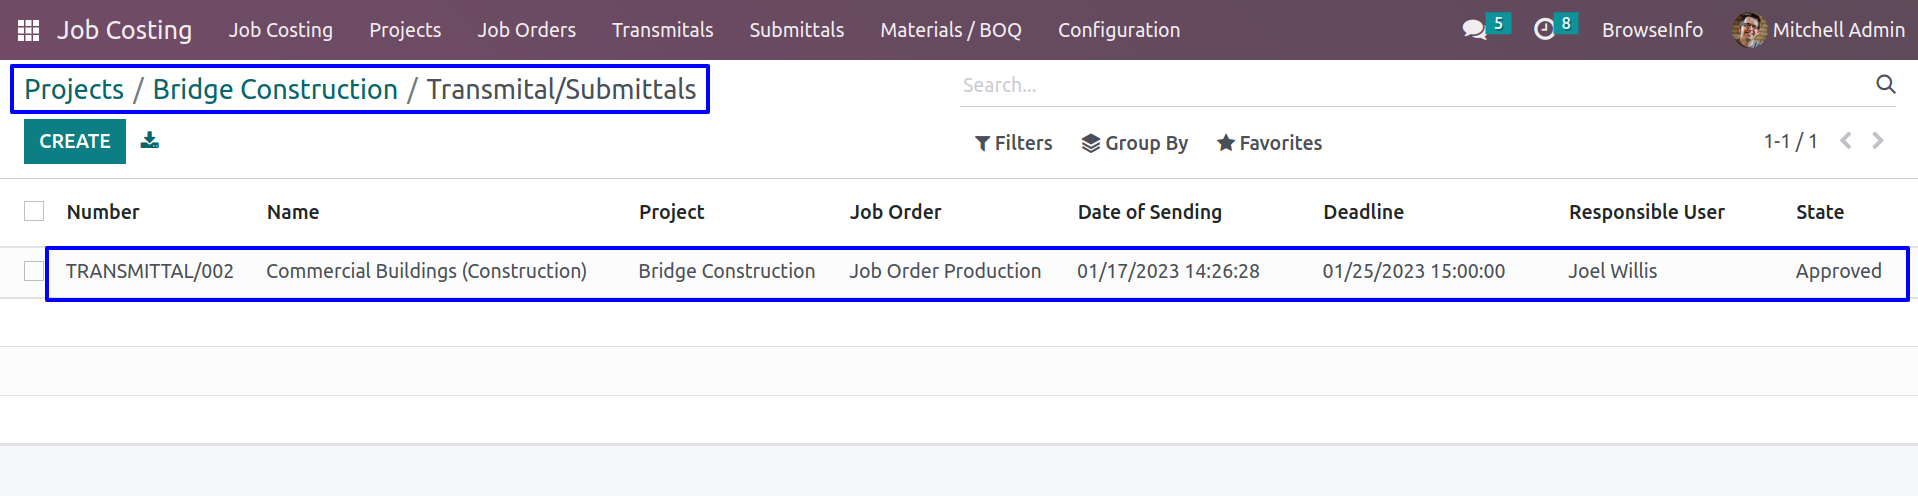 Job Costing Job Costing Projects Job Orders Transmitals Submittals Materials / BOQ Configuration 5 8 BrowseInfo Mitchell Admin
Projects / Bridge Construction / Transmital/Submittals Search...
CREATE Filters Group By Favorites 1-1 / 1
Number Name Project Job Order Date of Sending Deadline Responsible User State
TRANSMITTAL/002 Commercial Buildings (Construction) Bridge Construction Job Order Production 01/17/2023 14:26:28 01/25/2023 15:00:00 Joel Willis Approved